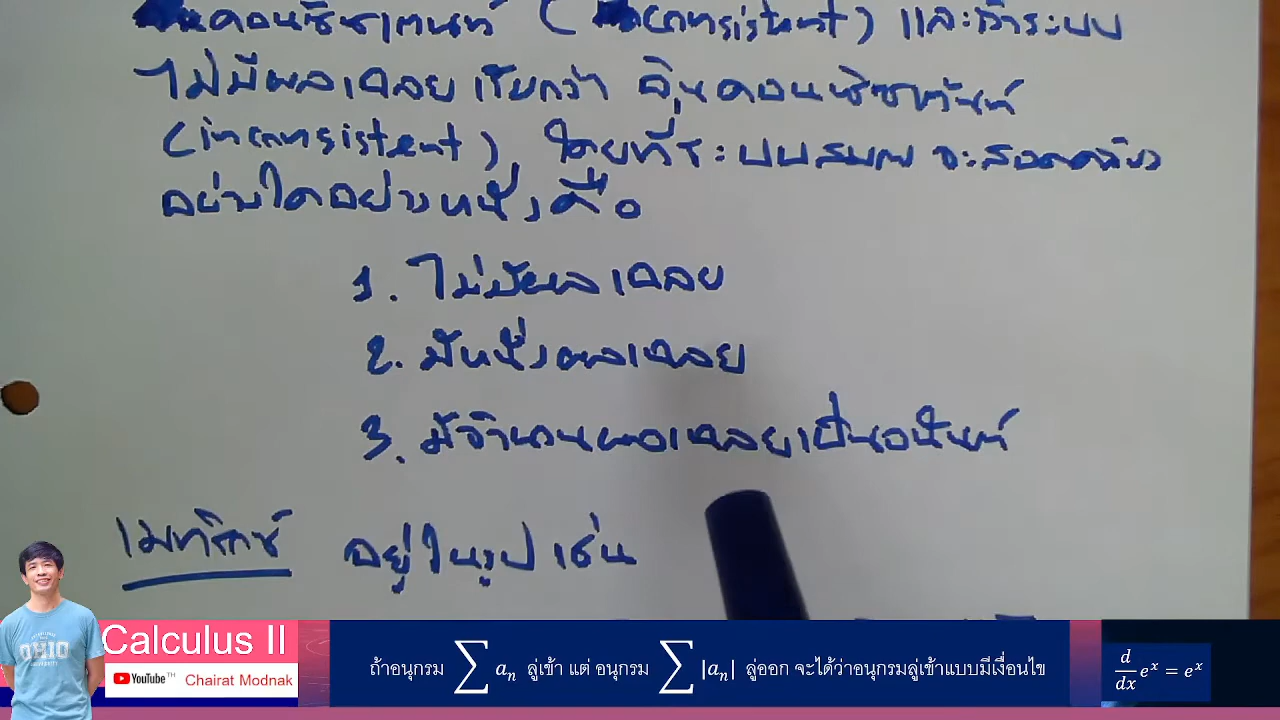 คอนซิซเทนท์ (consistent) และถ้าระบบ
ไม่มีผลเฉลย เรียกว่า อินคอนซิซเทนท์
(inconsistent) โดยที่ระบบสมการ จะสอดคล้อง
อย่างใดอย่างหนึ่ง คือ
1. ไม่มีผลเฉลย
2. มีหนึ่งผลเฉลย
3. มีจำนวนผลเฉลยเป็นอนันท์
เมทริกซ์ อยู่ในรูป เช่น
OHIO
Calculus II
YouTube TH Chairat Modnak
ถ้าอนุกรม ∑ aₙ ลู่เข้า แต่ อนุกรม ∑ |aₙ| ลู่ออก จะได้ว่าอนุกรมลู่เข้าแบบมีเงื่อนไข
d/dx eˣ = eˣ